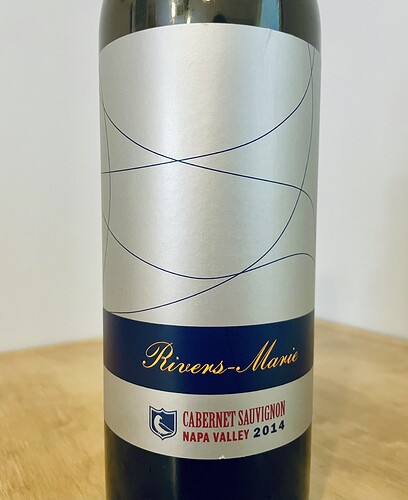 Rivers-Marie
CABERNET SAUVIGNON
NAPA VALLEY 2014